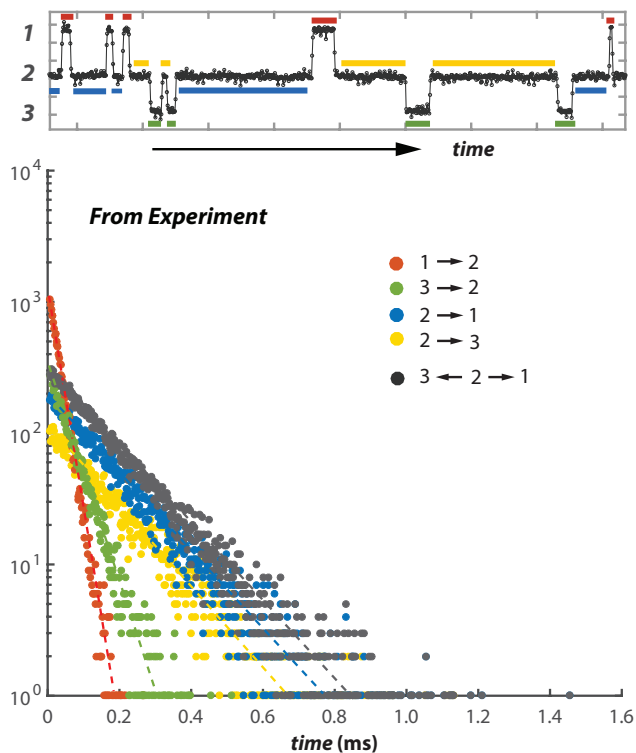 1
2
3
time
10^4
From Experiment
1 → 2
3 → 2
10^3
2 → 1
2 → 3
3 ← 2 → 1
10^2
10^1
10^0
0 0.2 0.4 0.6 0.8 1.0 1.2 1.4 1.6
time (ms)